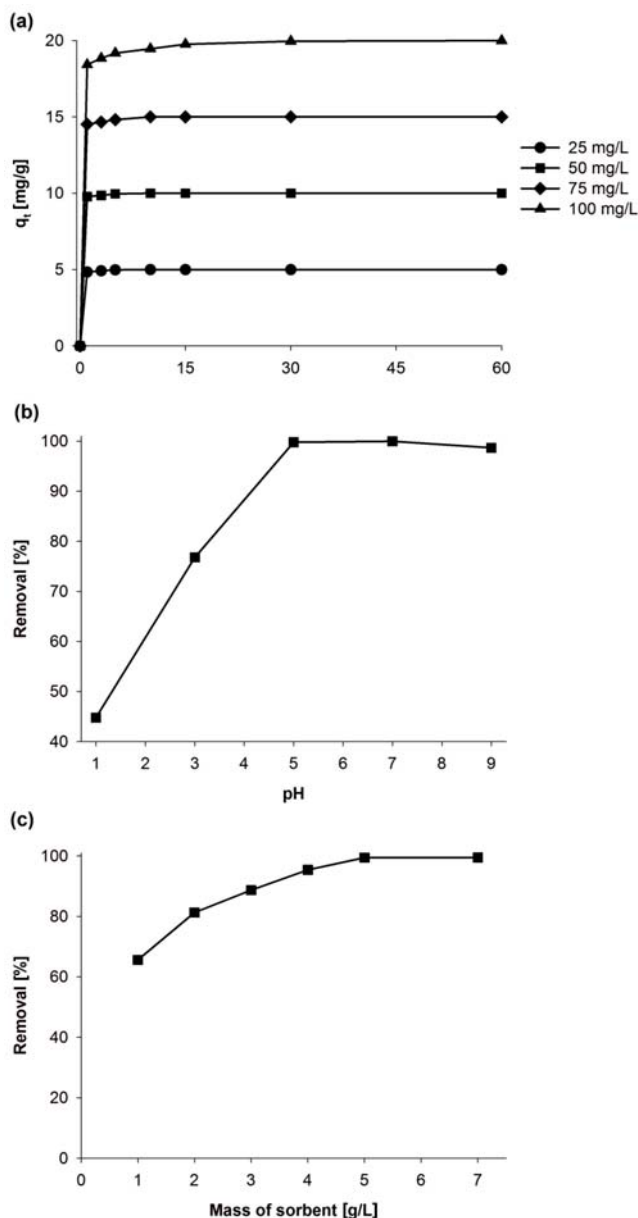 (a)
20
15
10
5
0
q_t [mg/g]
0 15 30 45 60
25 mg/L
50 mg/L
75 mg/L
100 mg/L
(b)
100
90
80
70
60
50
40
Removal [%]
1 2 3 4 5 6 7 8 9
pH
(c)
100
80
60
40
20
0
Removal [%]
0 1 2 3 4 5 6 7
Mass of sorbent [g/L]